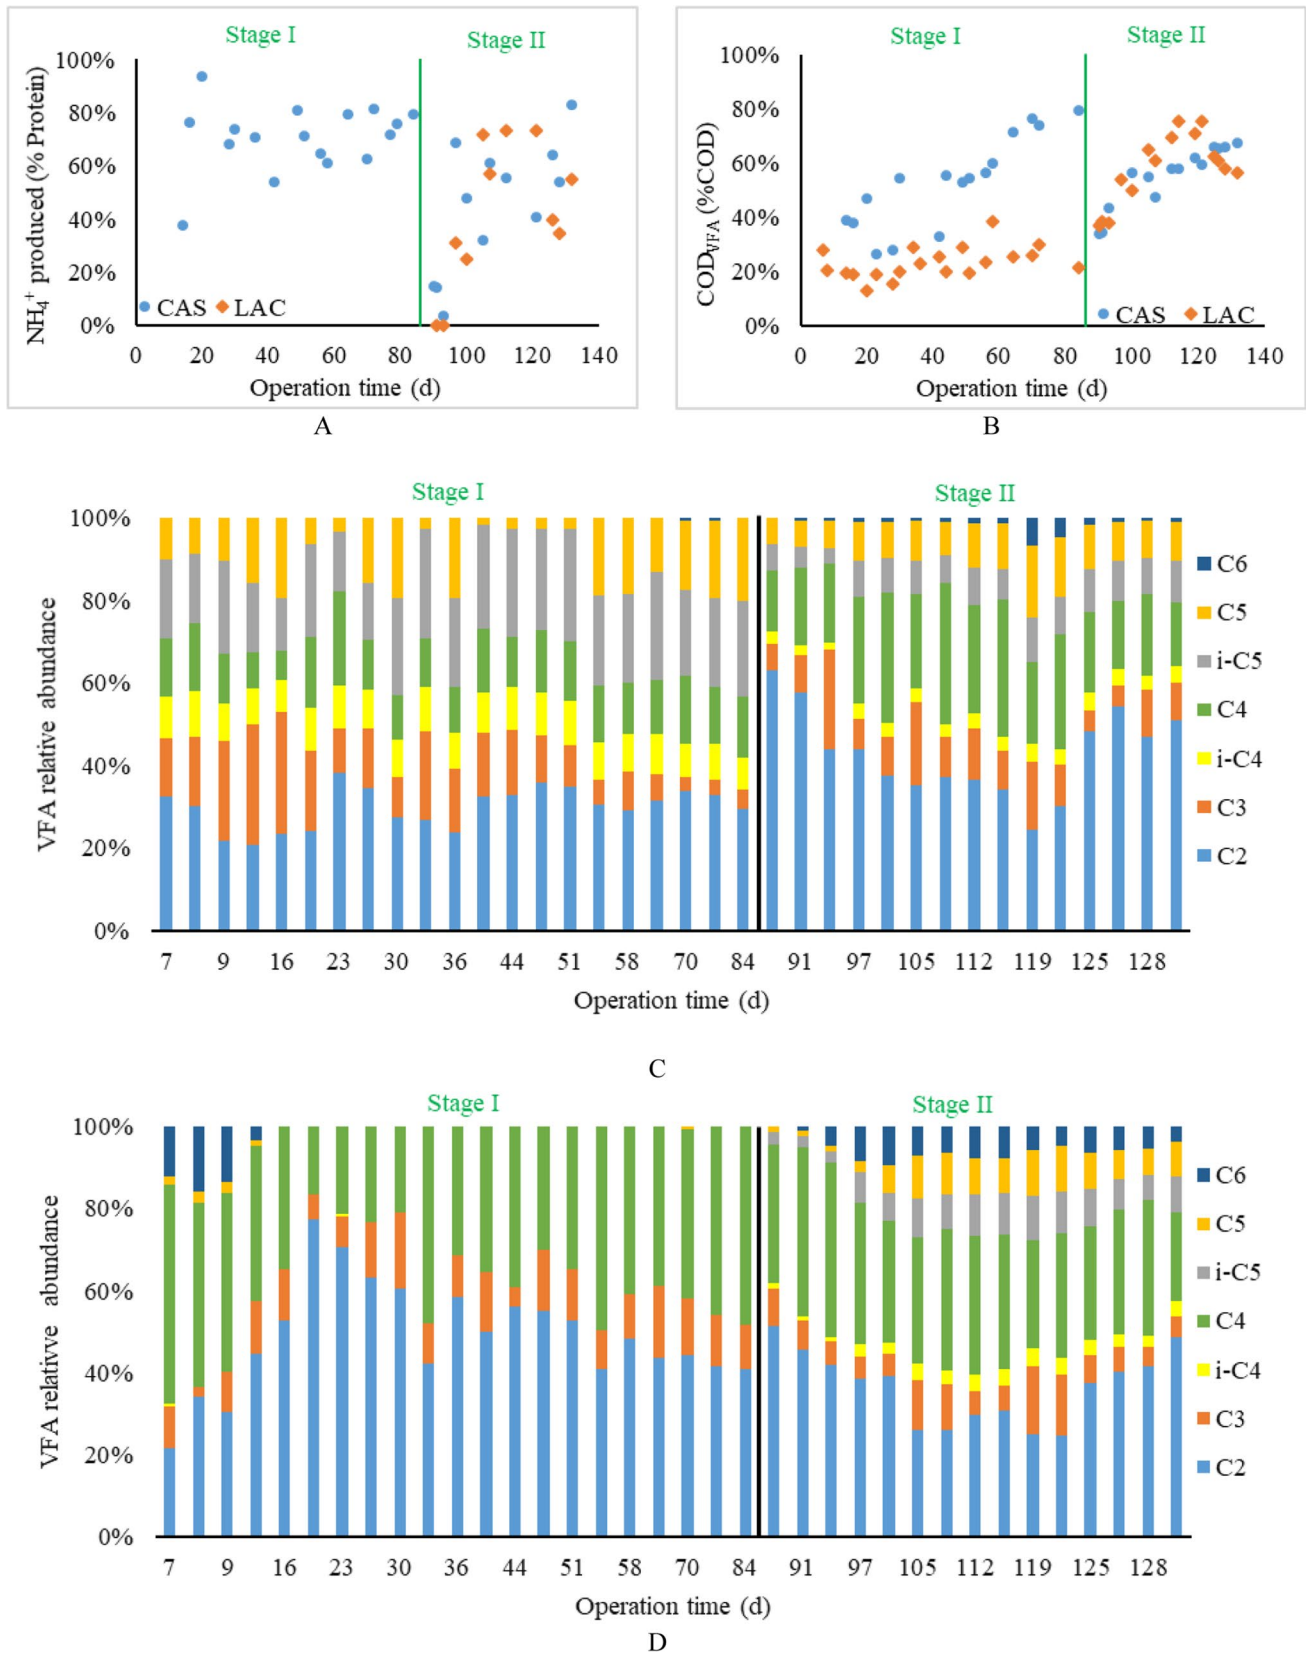 Stage I
Stage II
NH4+ produced (% Protein)
100%
80%
60%
40%
20%
0%
CAS LAC
0 20 40 60 80 100 120 140
Operation time (d)
A
Stage I
Stage II
CODVFA (%COD)
100%
80%
60%
40%
20%
0%
CAS LAC
0 20 40 60 80 100 120 140
Operation time (d)
B
Stage I
Stage II
VFA relative abundance
100%
80%
60%
40%
20%
0%
C6
C5
i-C5
C4
i-C4
C3
C2
7 9 16 23 30 36 44 51 58 70 84 91 97 105 112 119 125 128
Operation time (d)
C
Stage I
Stage II
VFA relativve abundance
100%
80%
60%
40%
20%
0%
C6
C5
i-C5
C4
i-C4
C3
C2
7 9 16 23 30 36 44 51 58 70 84 91 97 105 112 119 125 128
Operation time (d)
D